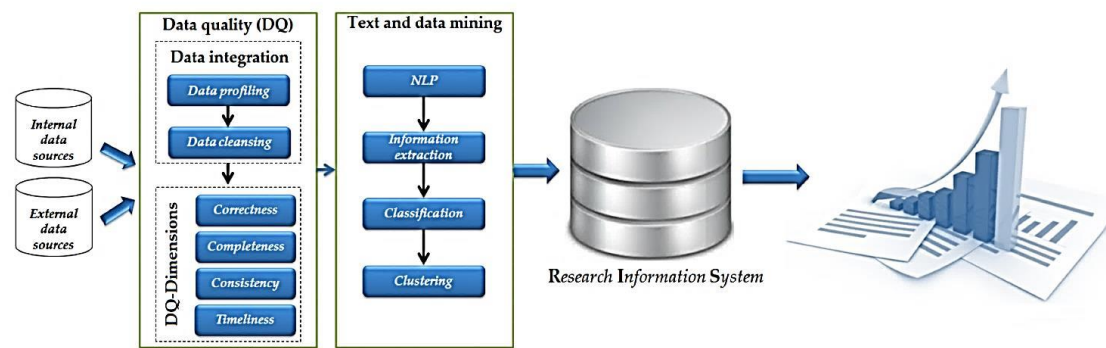 Data quality (DQ)
Data integration
Data profiling
Data cleansing
Internal
data
sources
External
data
sources
DQ-Dimensions
Correctness
Completeness
Consistency
Timeliness
Text and data mining
NLP
Information
extraction
Classification
Clustering
Research Information System